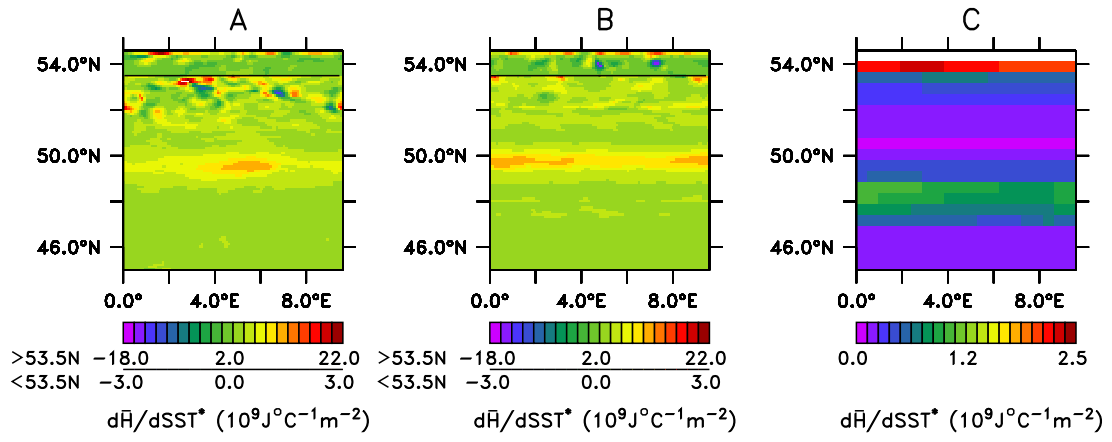 A B C
54.0°N 54.0°N 54.0°N
50.0°N 50.0°N 50.0°N
46.0°N 46.0°N 46.0°N
0.0° 4.0°E 8.0°E 0.0° 4.0°E 8.0°E 0.0° 4.0°E 8.0°E
>53.5N −18.0 2.0 22.0 >53.5N −18.0 2.0 22.0 0.0 1.2 2.5
<53.5N −3.0 0.0 3.0 <53.5N −3.0 0.0 3.0
dH̄/dSST* (10⁹J°C⁻¹m⁻²) dH̄/dSST* (10⁹J°C⁻¹m⁻²) dH̄/dSST* (10⁹J°C⁻¹m⁻²)